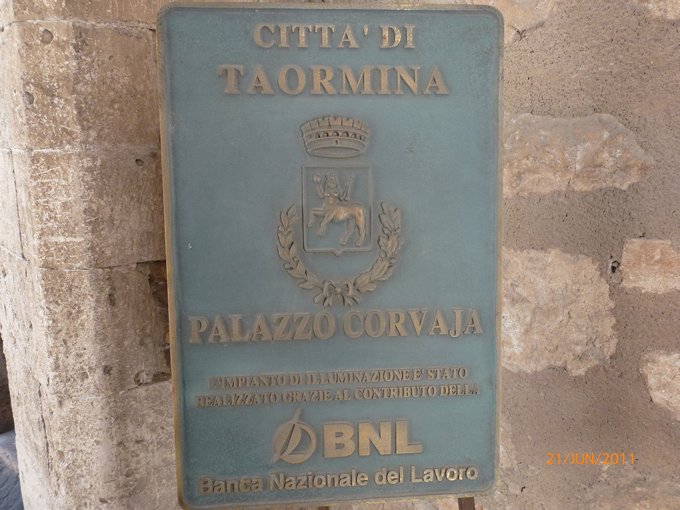 CITTA' DI
TAORMINA
PALAZZO CORVAJA
L'IMPIANTO DI ILLUMINAZIONE E' STATO
REALIZZATO GRAZIE AL CONTRIBUTO DELLA
BNL
Banca Nazionale del Lavoro
21/JUN/2011